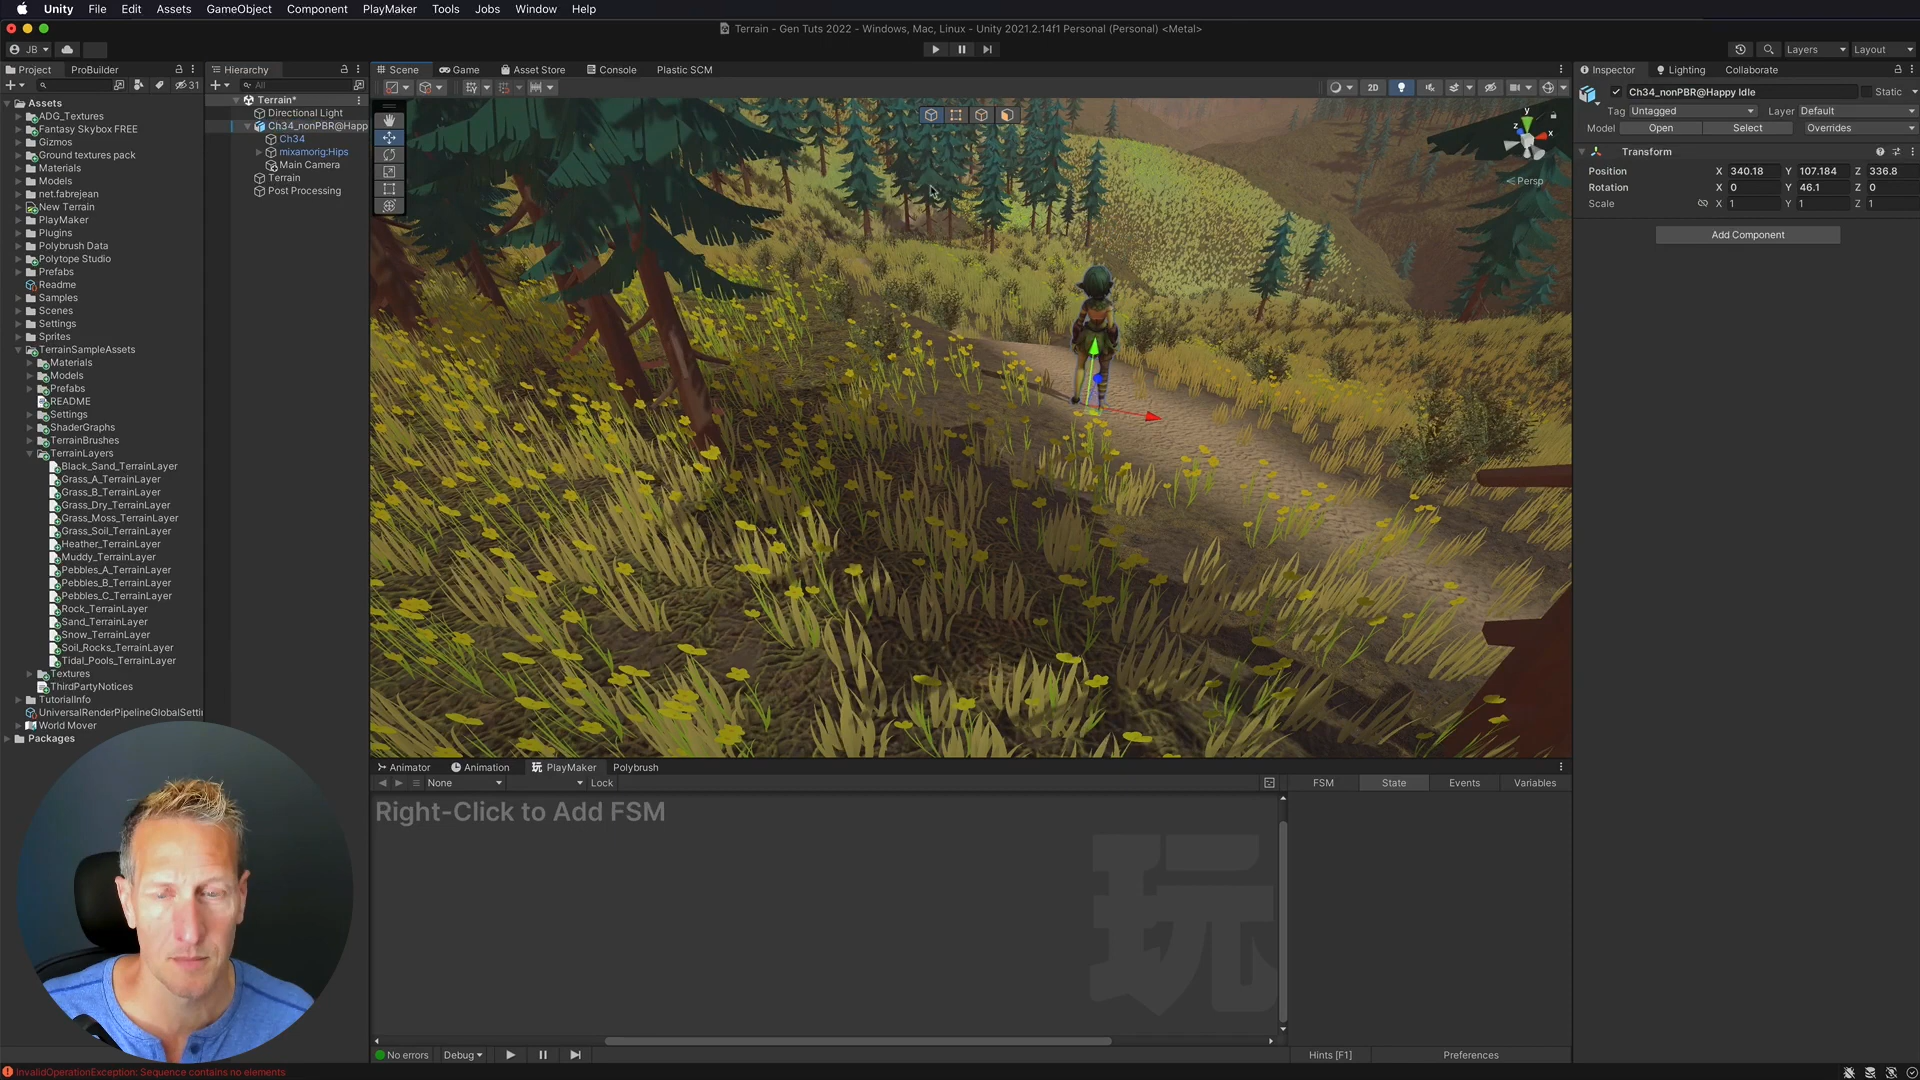 Unity File Edit Assets GameObject Component PlayMaker Tools Jobs Window Help
Terrain - Gen Tuts 2022 - Windows, Mac, Linux - Unity 2021.2.14f1 Personal (Personal) <Metal>
JB Layers Layout
Project ProBuilder
31
Assets
ADG_Textures
Fantasy Skybox FREE
Gizmos
Ground textures pack
Materials
Models
net.fabrejean
New Terrain
PlayMaker
Plugins
Polybrush Data
Polytope Studio
Prefabs
Readme
Samples
Scenes
Settings
Sprites
TerrainSampleAssets
Materials
Models
Prefabs
README
Settings
ShaderGraphs
TerrainBrushes
TerrainLayers
Black_Sand_TerrainLayer
Grass_A_TerrainLayer
Grass_B_TerrainLayer
Grass_Dry_TerrainLayer
Grass_Moss_TerrainLayer
Grass_Soil_TerrainLayer
Heather_TerrainLayer
Muddy_TerrainLayer
Pebbles_A_TerrainLayer
Pebbles_B_TerrainLayer
Pebbles_C_TerrainLayer
Rock_TerrainLayer
Sand_TerrainLayer
Snow_TerrainLayer
Soil_Rocks_TerrainLayer
Tidal_Pools_TerrainLayer
Textures
ThirdPartyNotices
TutorialInfo
UniversalRenderPipelineGlobalSetti
World Mover
Packages
Hierarchy
All
Terrain*
Directional Light
Ch34_nonPBR@Happ
Ch34
mixamorig:Hips
Main Camera
Terrain
Post Processing
Scene Game Asset Store Console Plastic SCM
2D
y
x
z
Persp
Animator Animation PlayMaker Polybrush
None Lock FSM State Events Variables
Right-Click to Add FSM
玩
No errors Debug Hints [F1] Preferences
Inspector Lighting Collaborate
Ch34_nonPBR@Happy Idle Static
Tag Untagged Layer Default
Model Open Select Overrides
Transform
Position X 340.18 Y 107.184 Z 336.8
Rotation X 0 Y 46.1 Z 0
Scale X 1 Y 1 Z 1
Add Component
InvalidOperationException: Sequence contains no elements